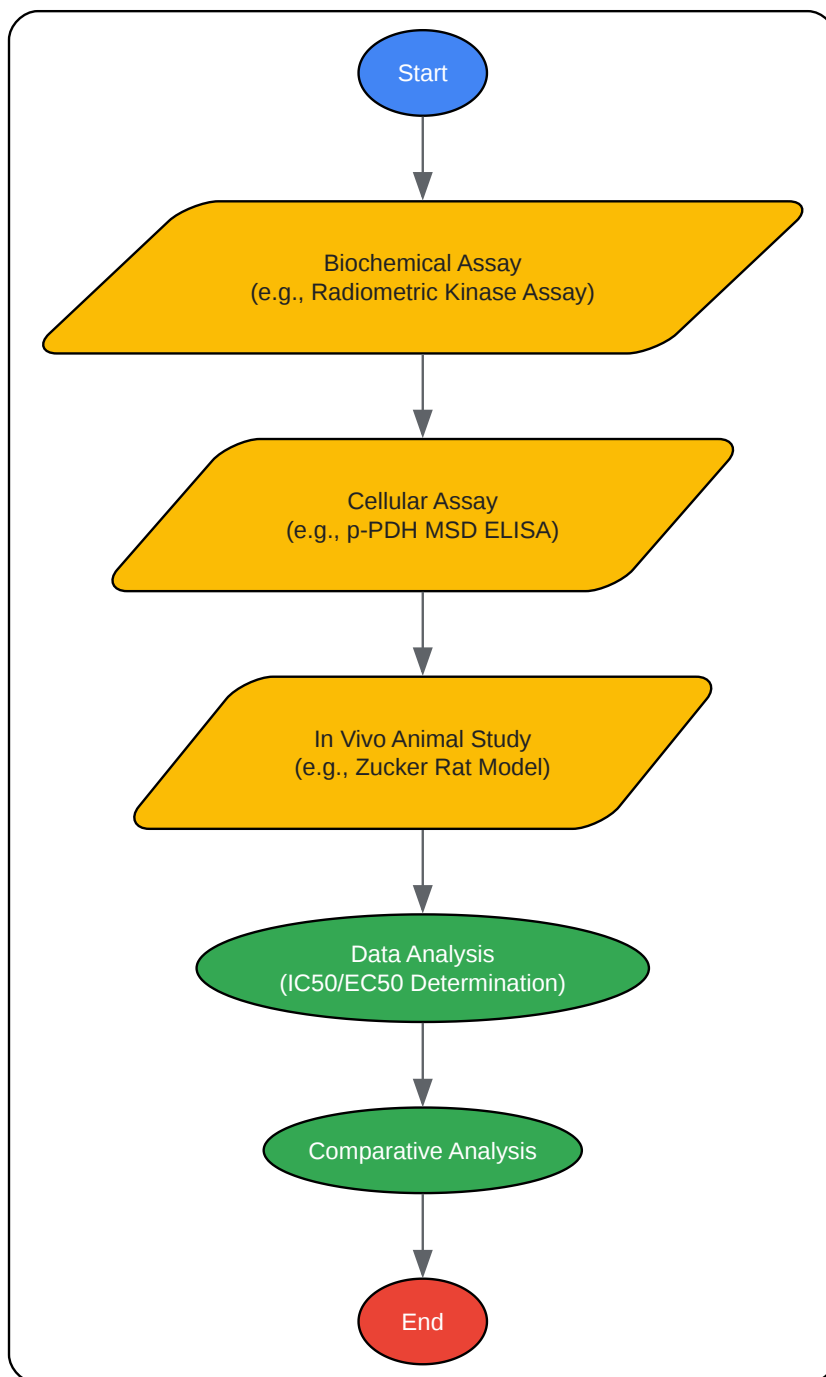 Start
Biochemical Assay
(e.g., Radiometric Kinase Assay)
Cellular Assay
(e.g., p-PDH MSD ELISA)
In Vivo Animal Study
(e.g., Zucker Rat Model)
Data Analysis
(IC50/EC50 Determination)
Comparative Analysis
End